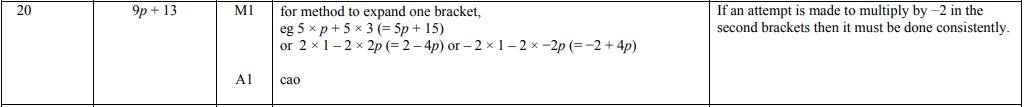 20 9p + 13 M1 for method to expand one bracket, If an attempt is made to multiply by –2 in the
eg 5 × p + 5 × 3 (= 5p + 15) second brackets then it must be done consistently.
or 2 × 1 – 2 × 2p (= 2 – 4p) or – 2 × 1 – 2 × –2p (= –2 + 4p)
A1 cao